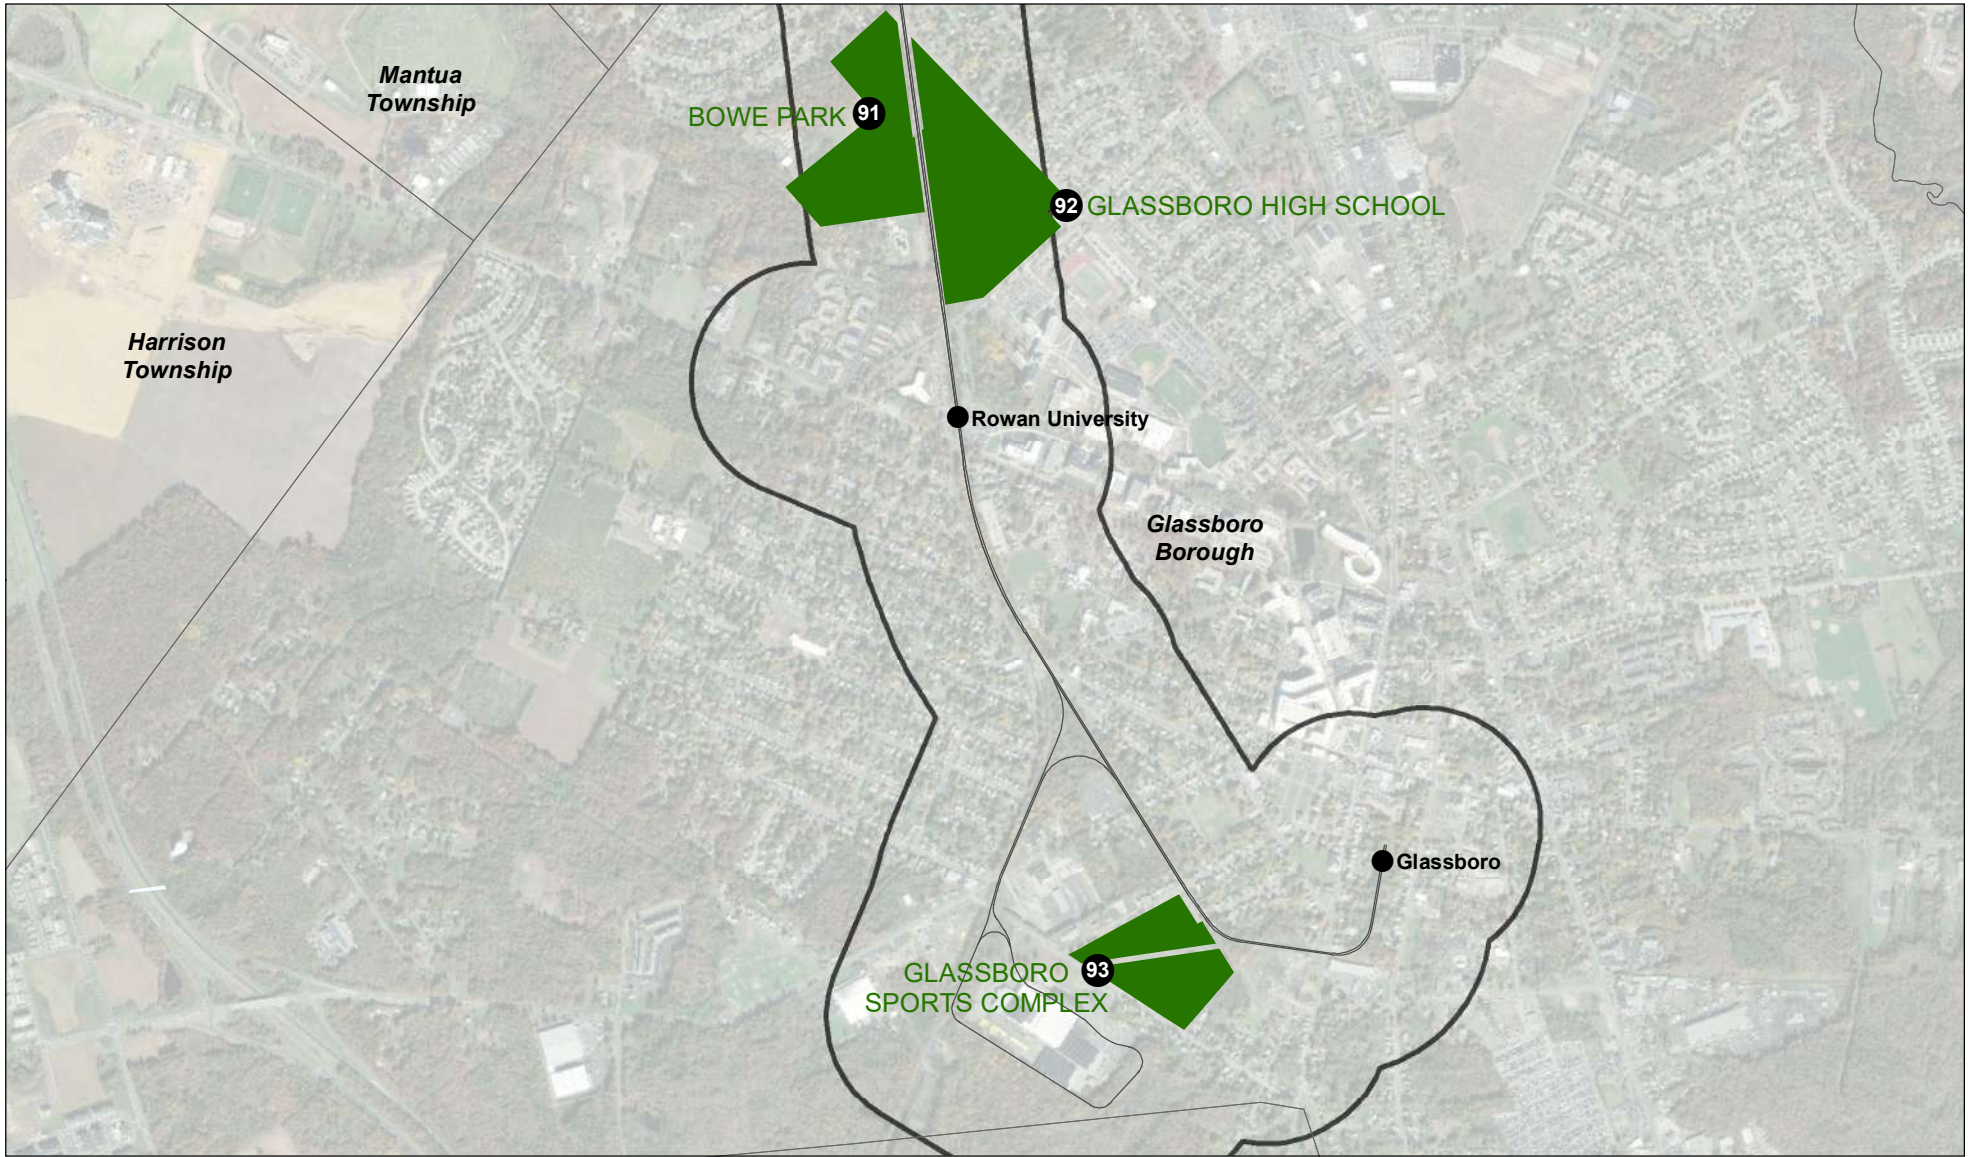 Mantua
Township
BOWE PARK 91
92 GLASSBORO HIGH SCHOOL
Harrison
Township
Rowan University
Glassboro
Borough
Glassboro
GLASSBORO 93
SPORTS COMPLEX